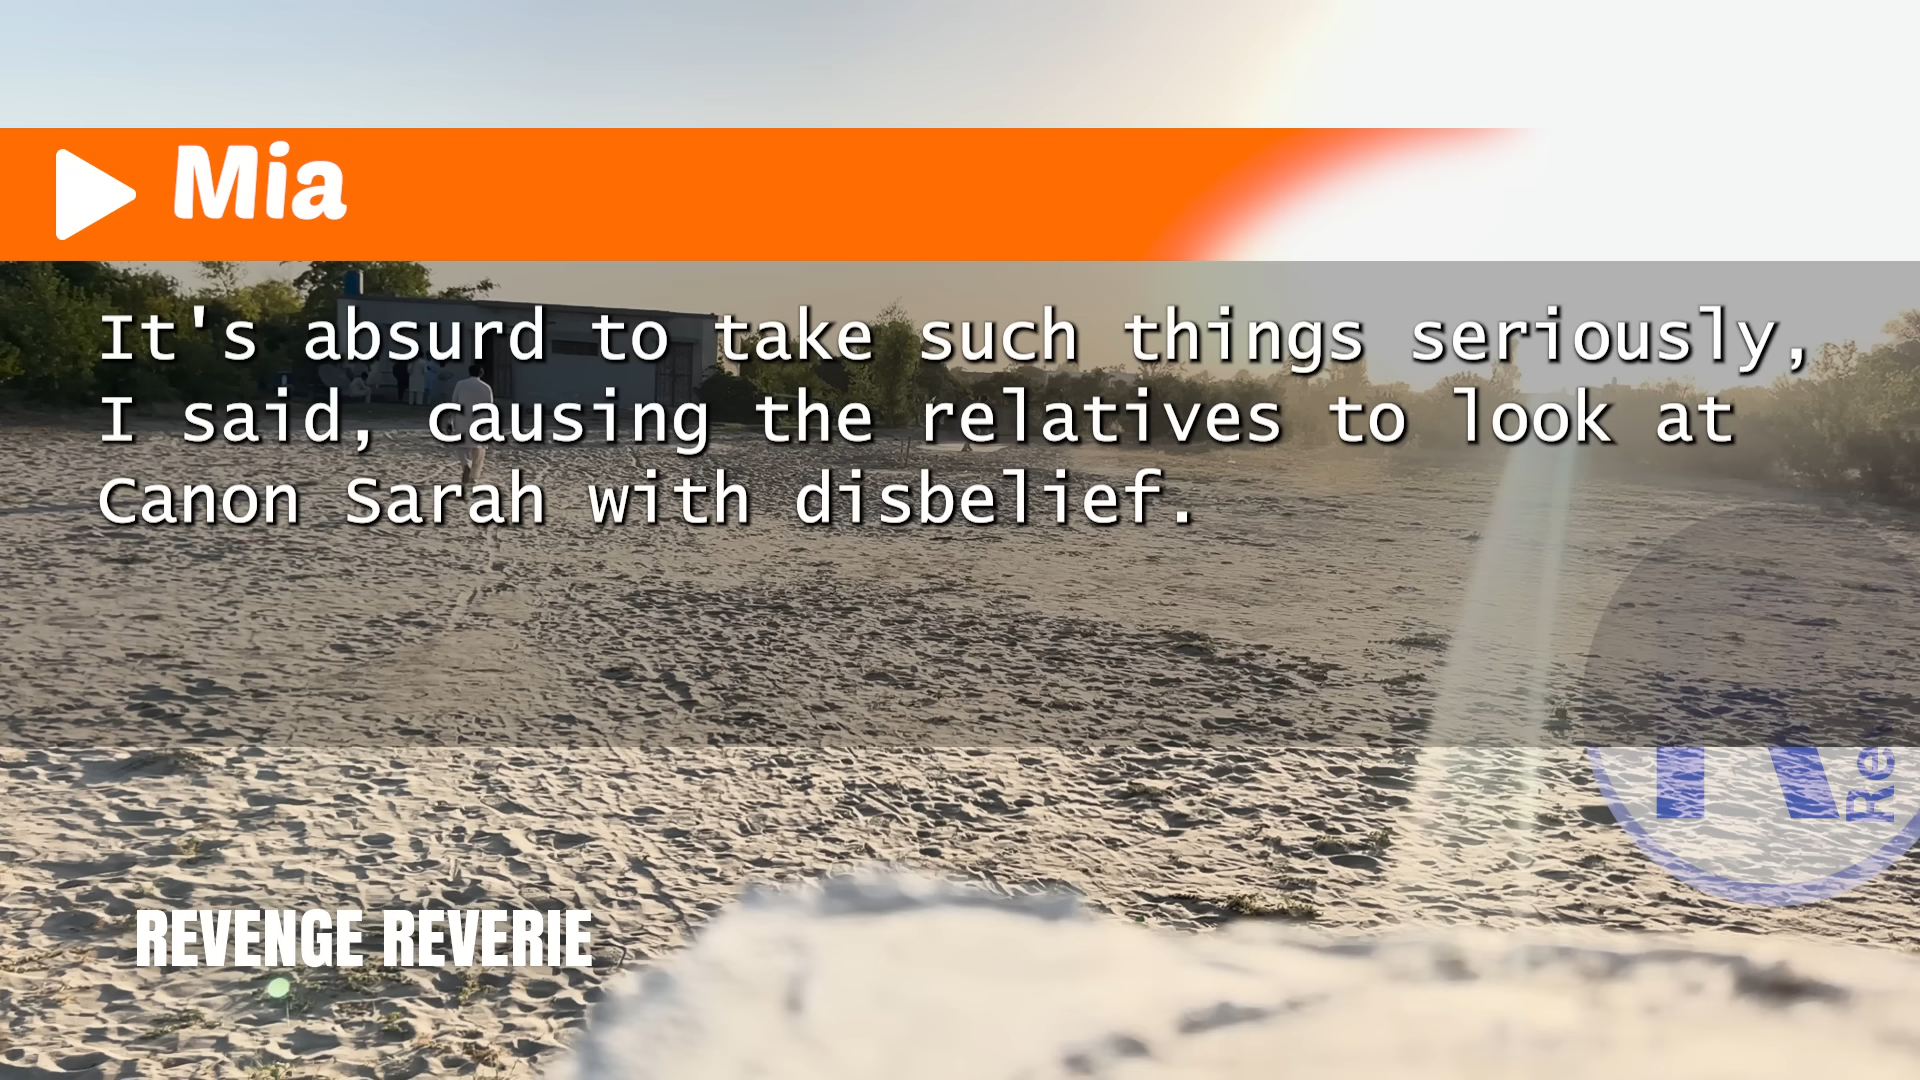 Mia
It's absurd to take such things seriously,
I said, causing the relatives to look at
Canon Sarah with disbelief.
REVENGE REVERIE